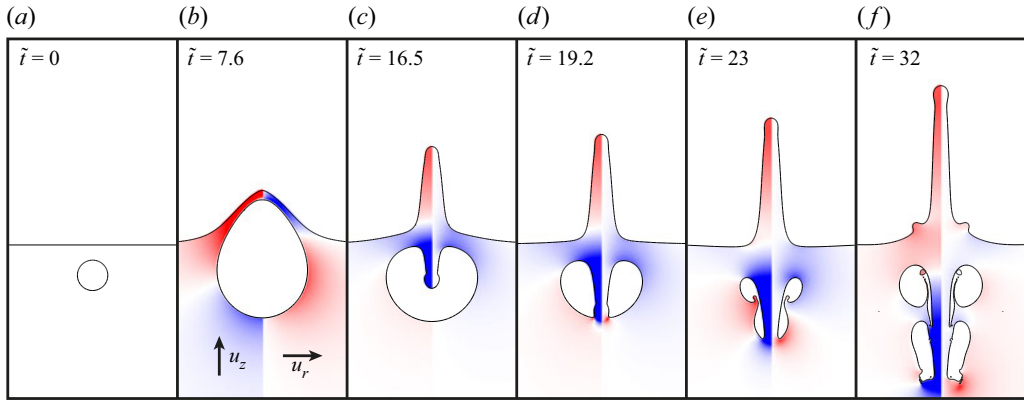 (a) (b) (c) (d) (e) (f)
t̃ = 0 t̃ = 7.6 t̃ = 16.5 t̃ = 19.2 t̃ = 23 t̃ = 32
u_z u_r